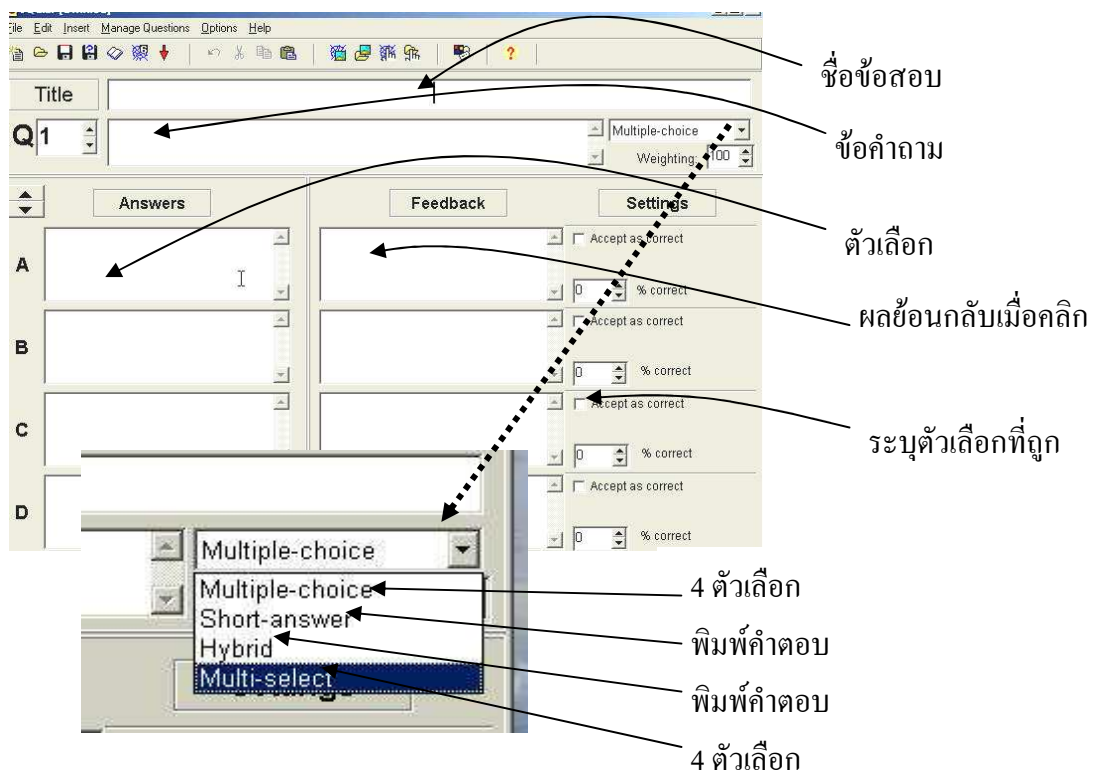 File Edit Insert Manage Questions Options Help
Title
ชื่อข้อสอบ
Q 1
Multiple-choice
Weighting: 100
ข้อคำถาม
Answers
Feedback
Settings
ตัวเลือก
A
Accept as correct
0 % correct
ผลย้อนกลับเมื่อคลิก
B
Accept as correct
0 % correct
C
Accept as correct
0 % correct
ระบุตัวเลือกที่ถูก
D
Accept as correct
0 % correct
Multiple-choice
Multiple-choice
4 ตัวเลือก
Short-answer
พิมพ์คำตอบ
Hybrid
พิมพ์คำตอบ
Multi-select
4 ตัวเลือก